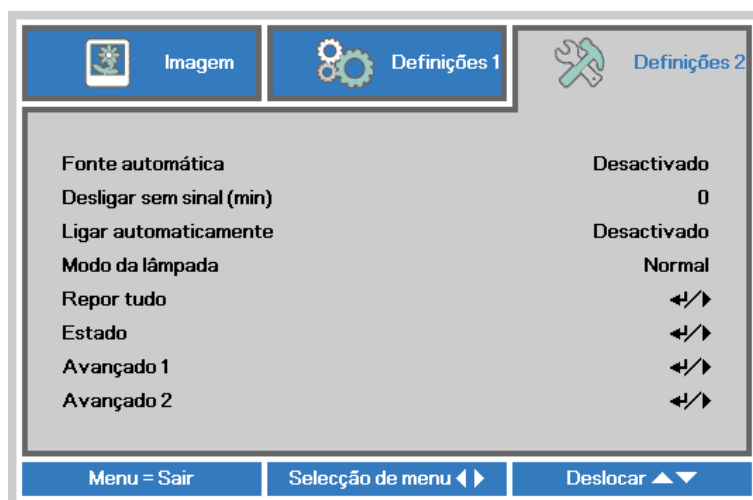 Imagem
Definições 1
Definições 2
Fonte automática Desactivado
Desligar sem sinal (min) 0
Ligar automaticamente Desactivado
Modo da lâmpada Normal
Repor tudo ↵/▶
Estado ↵/▶
Avançado 1 ↵/▶
Avançado 2 ↵/▶
Menu = Sair
Selecção de menu ◀▶
Deslocar ▲▼